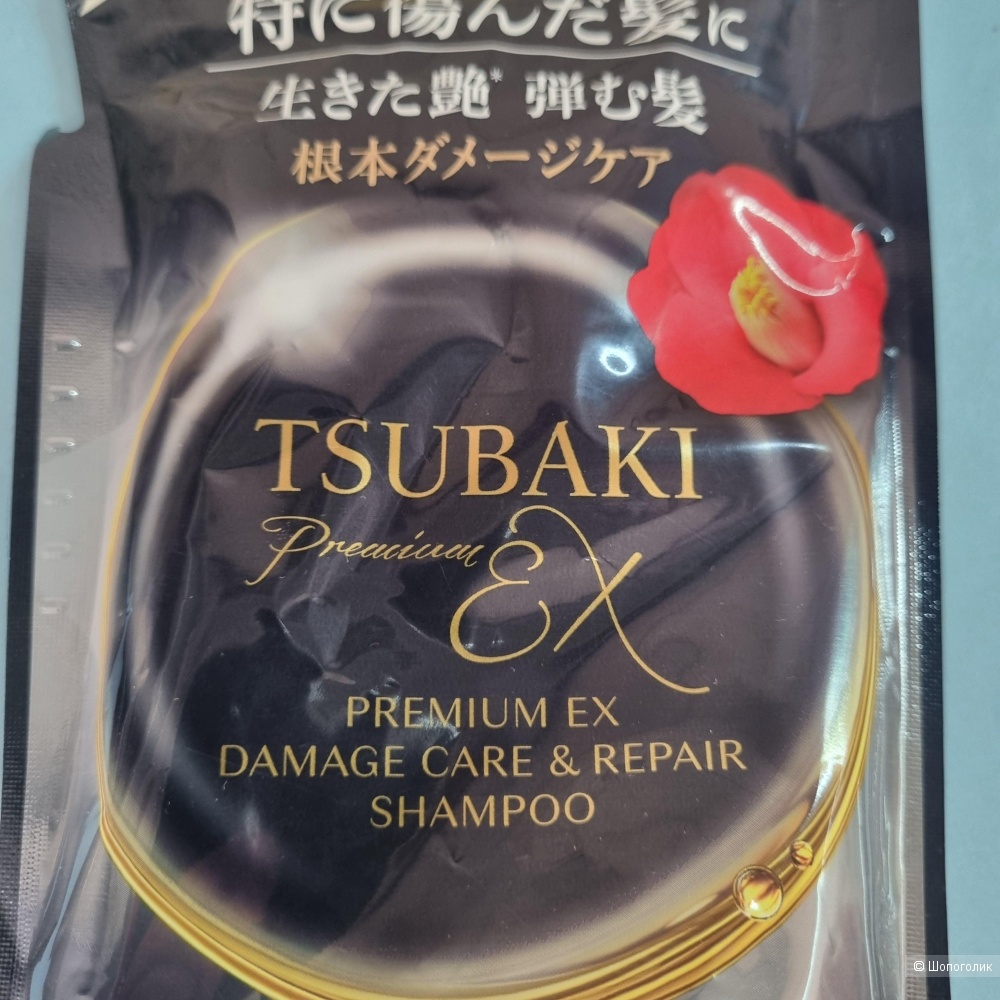 特に傷んだ髪に
生きた艶* 弾む髪
根本ダメージケア
TSUBAKI
Premium EX
PREMIUM EX
DAMAGE CARE & REPAIR
SHAMPOO
© Шопоголик